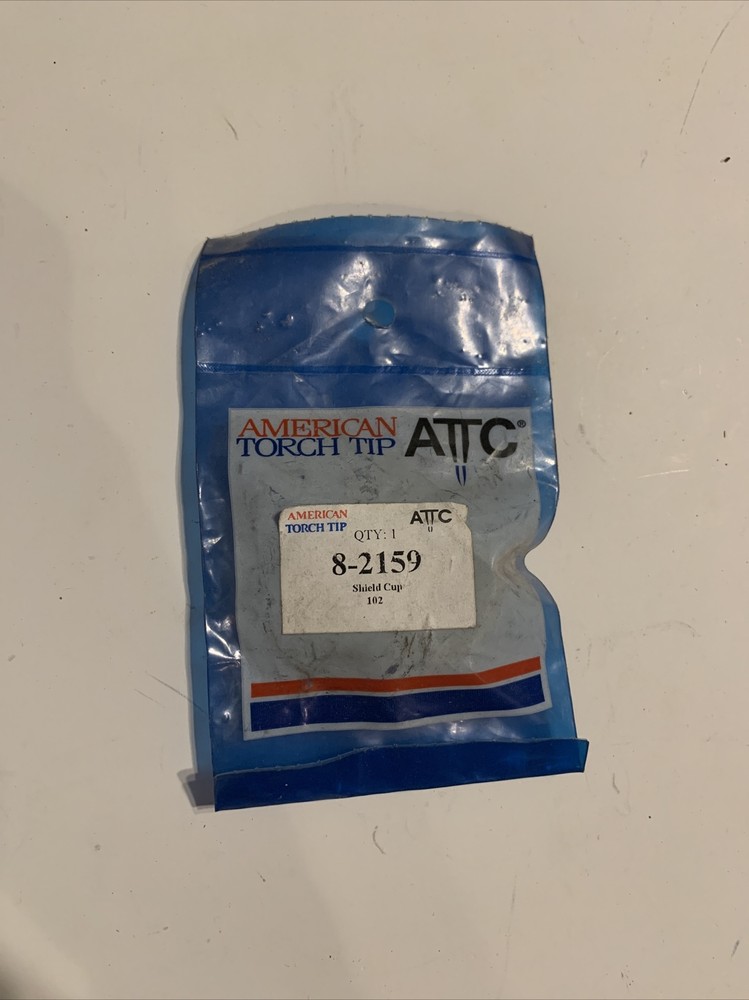 AMERICAN
TORCH TIP
ATTC®
AMERICAN
TORCH TIP
ATTC
QTY: 1
8-2159
Shield Cup
102